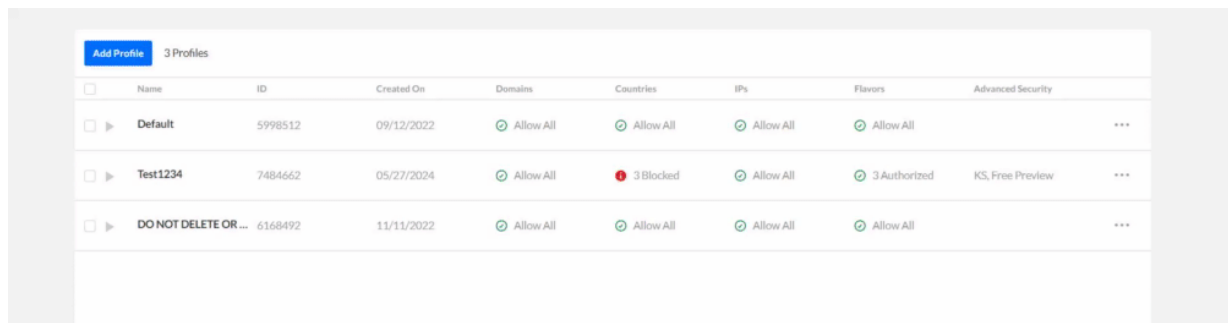 Add Profile 3 Profiles
Name ID Created On Domains Countries IPs Flavors Advanced Security
Default 5998512 09/12/2022 Allow All Allow All Allow All Allow All
Test1234 7484662 05/27/2024 Allow All 3 Blocked Allow All 3 Authorized KS, Free Preview
DO NOT DELETE OR ... 6168492 11/11/2022 Allow All Allow All Allow All Allow All